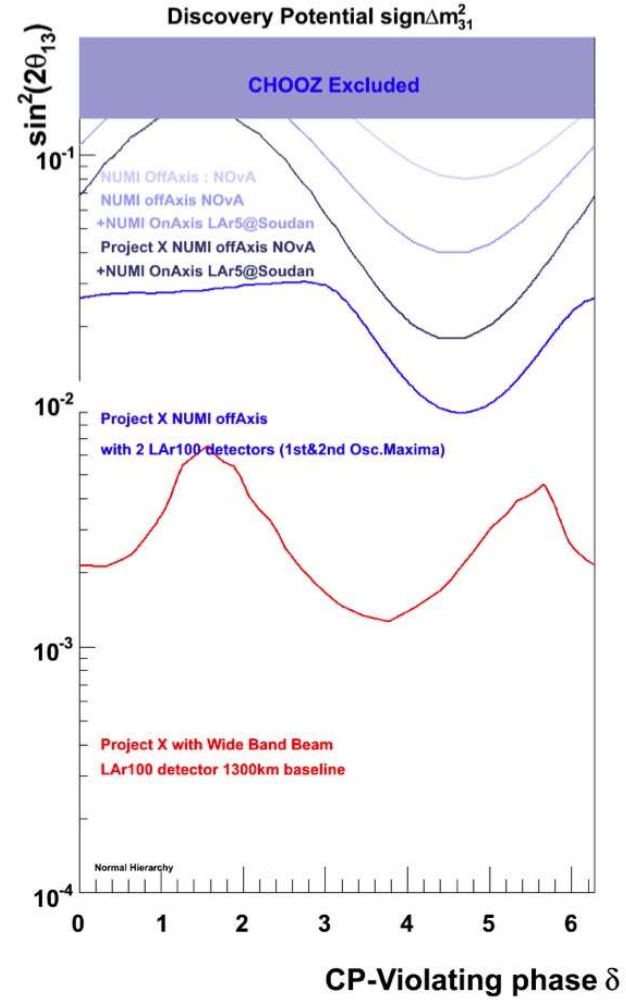 Discovery Potential signΔm²₃₁
sin²(2θ₁₃)
CHOOZ Excluded
10⁻¹
NUMI OffAxis : NOvA
NUMI offAxis NOvA
+NUMI OnAxis LAr5@Soudan
Project X NUMI offAxis NOvA
+NUMI OnAxis LAr5@Soudan
10⁻²
Project X NUMI offAxis
with 2 LAr100 detectors (1st&2nd Osc.Maxima)
10⁻³
Project X with Wide Band Beam
LAr100 detector 1300km baseline
Normal Hierarchy
10⁻⁴
0 1 2 3 4 5 6
CP-Violating phase δ